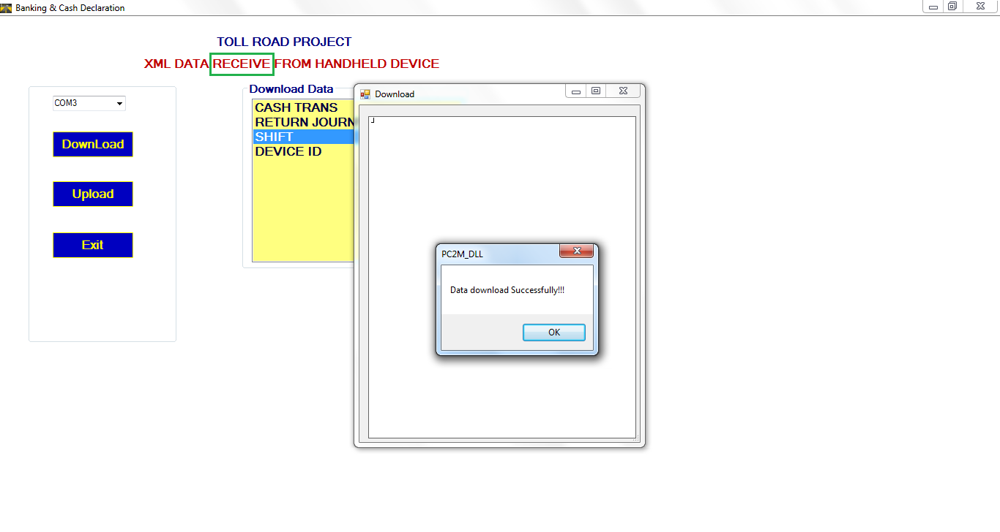 Banking & Cash Declaration
TOLL ROAD PROJECT
XML DATA RECEIVE FROM HANDHELD DEVICE
COM3
DownLoad
Upload
Exit
Download Data
CASH TRANS
RETURN JOURN
SHIFT
DEVICE ID
Download
PC2M_DLL
Data download Successfully!!!
OK